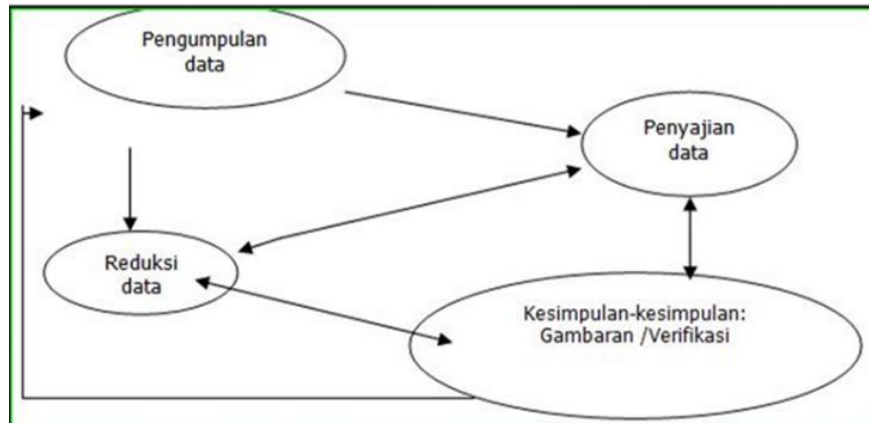 Pengumpulan
data
Penyajian
data
Reduksi
data
Kesimpulan-kesimpulan:
Gambaran /Verifikasi